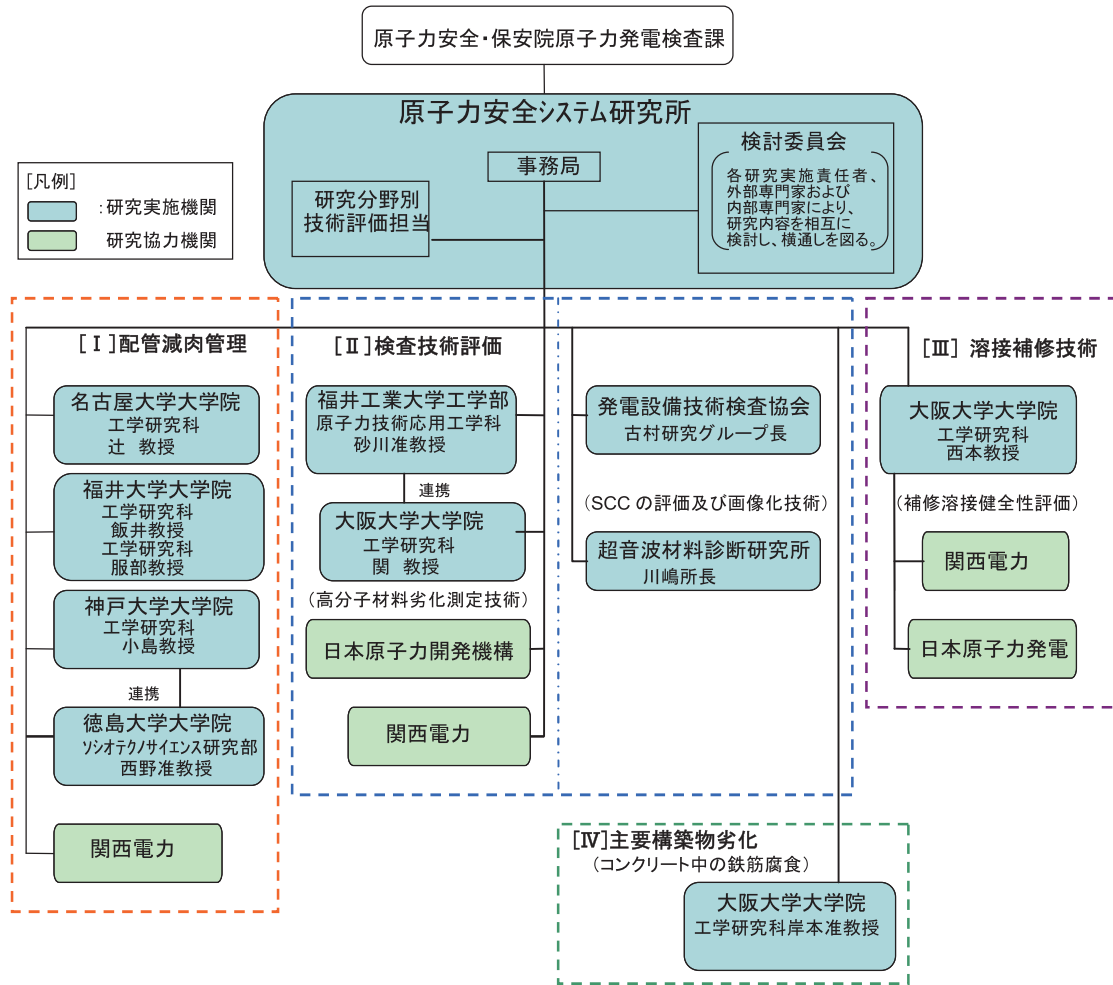 原子力安全・保安院原子力発電検査課
原子力安全システム研究所
事務局
研究分野別
技術評価担当
検討委員会
各研究実施責任者、
外部専門家および
内部専門家により、
研究内容を相互に
検討し、横通しを図る。
[凡例]
:研究実施機関
研究協力機関
[Ⅰ]配管減肉管理
名古屋大学大学院
工学研究科
辻 教授
福井大学大学院
工学研究科
飯井教授
工学研究科
服部教授
神戸大学大学院
工学研究科
小島教授
連携
徳島大学大学院
ソシオテクノサイエンス研究部
西野准教授
関西電力
[Ⅱ]検査技術評価
福井工業大学工学部
原子力技術応用工学科
砂川准教授
連携
大阪大学大学院
工学研究科
関 教授
(高分子材料劣化測定技術)
日本原子力開発機構
関西電力
発電設備技術検査協会
古村研究グループ長
(SCCの評価及び画像化技術)
超音波材料診断研究所
川嶋所長
[Ⅲ] 溶接補修技術
大阪大学大学院
工学研究科
西本教授
(補修溶接健全性評価)
関西電力
日本原子力発電
[Ⅳ]主要構築物劣化
(コンクリート中の鉄筋腐食)
大阪大学大学院
工学研究科岸本准教授